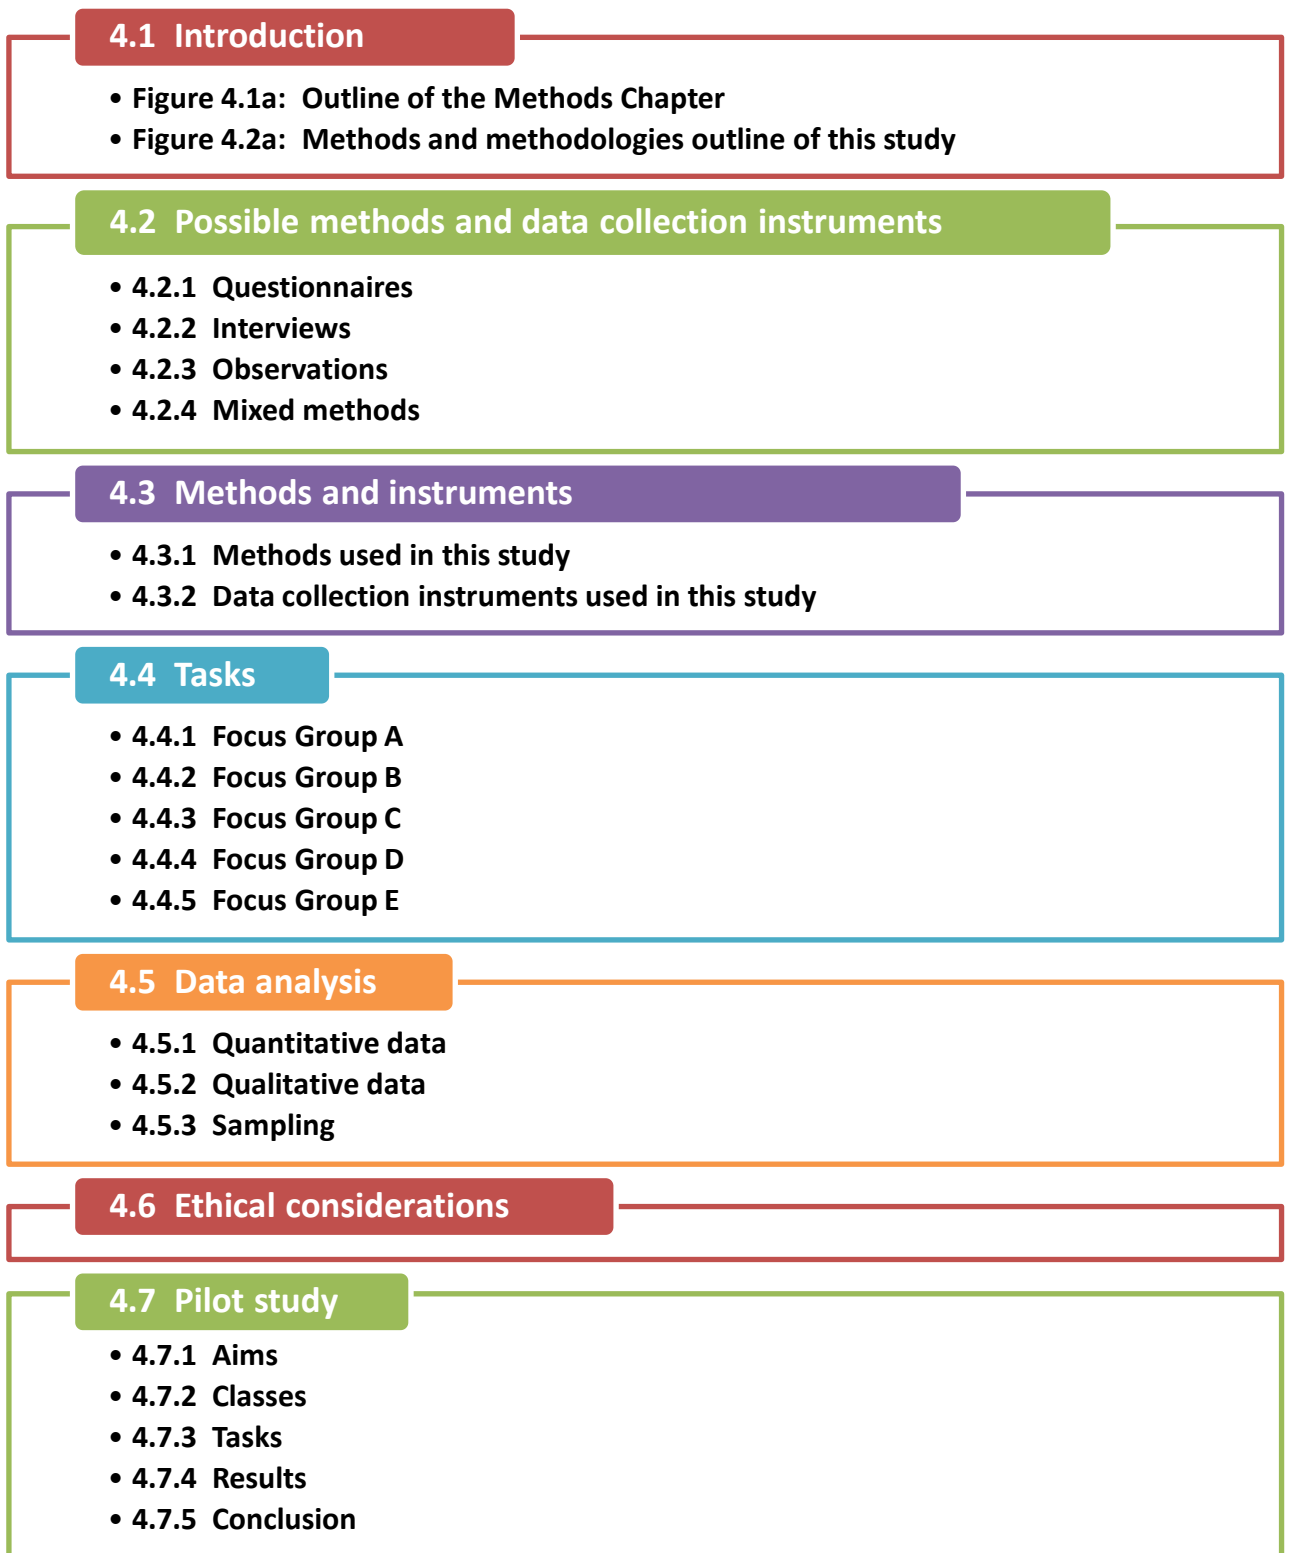 4.1 Introduction
• Figure 4.1a: Outline of the Methods Chapter
• Figure 4.2a: Methods and methodologies outline of this study
4.2 Possible methods and data collection instruments
• 4.2.1 Questionnaires
• 4.2.2 Interviews
• 4.2.3 Observations
• 4.2.4 Mixed methods
4.3 Methods and instruments
• 4.3.1 Methods used in this study
• 4.3.2 Data collection instruments used in this study
4.4 Tasks
• 4.4.1 Focus Group A
• 4.4.2 Focus Group B
• 4.4.3 Focus Group C
• 4.4.4 Focus Group D
• 4.4.5 Focus Group E
4.5 Data analysis
• 4.5.1 Quantitative data
• 4.5.2 Qualitative data
• 4.5.3 Sampling
4.6 Ethical considerations
4.7 Pilot study
• 4.7.1 Aims
• 4.7.2 Classes
• 4.7.3 Tasks
• 4.7.4 Results
• 4.7.5 Conclusion